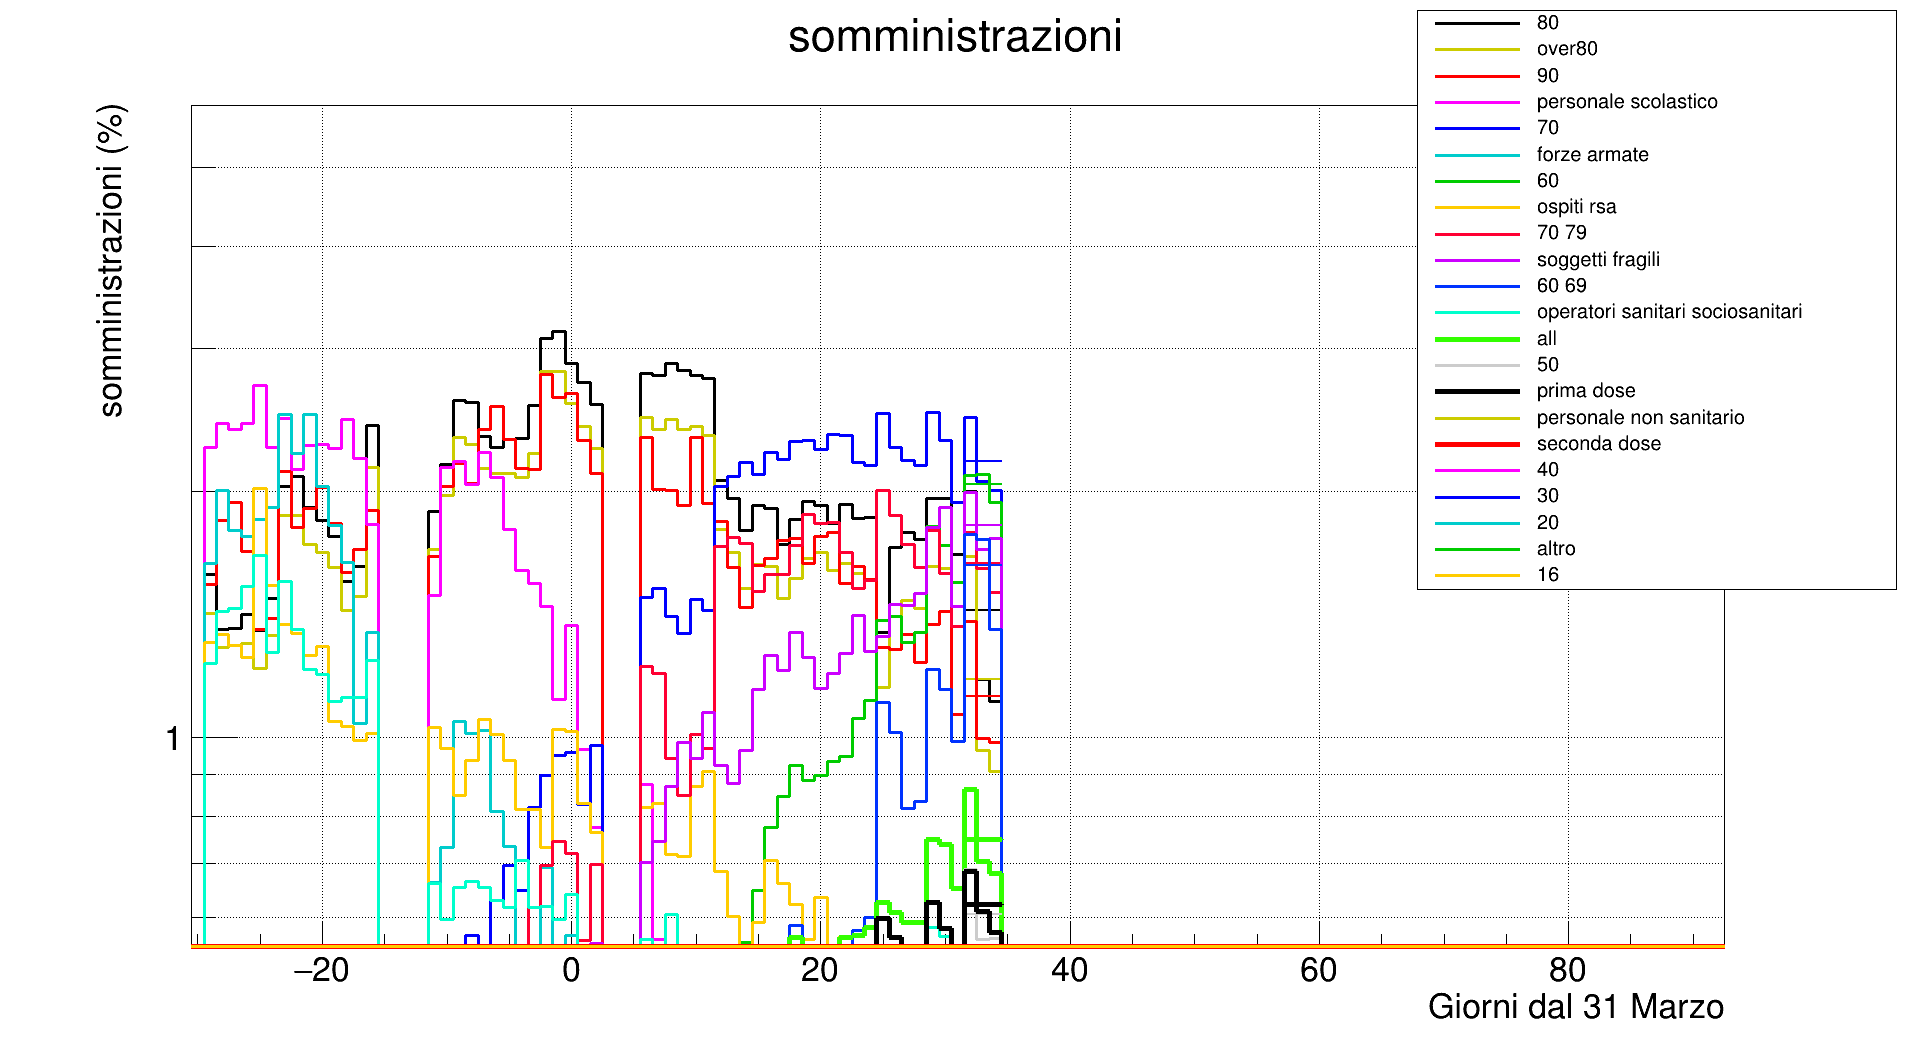 somministrazioni
somministrazioni (%)
80
over80
90
personale scolastico
70
forze armate
60
ospiti rsa
70 79
soggetti fragili
60 69
operatori sanitari sociosanitari
all
50
prima dose
personale non sanitario
seconda dose
40
30
20
altro
16
1
−20 0 20 40 60 80
Giorni dal 31 Marzo